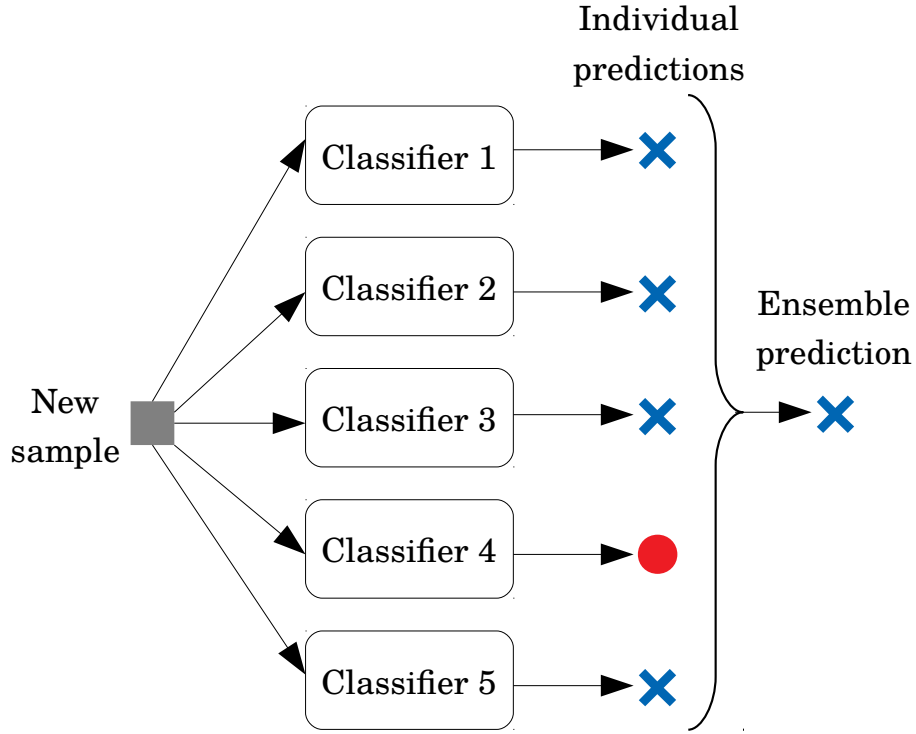 Individual
predictions
Classifier 1
Classifier 2
Ensemble
prediction
New
sample
Classifier 3
Classifier 4
Classifier 5